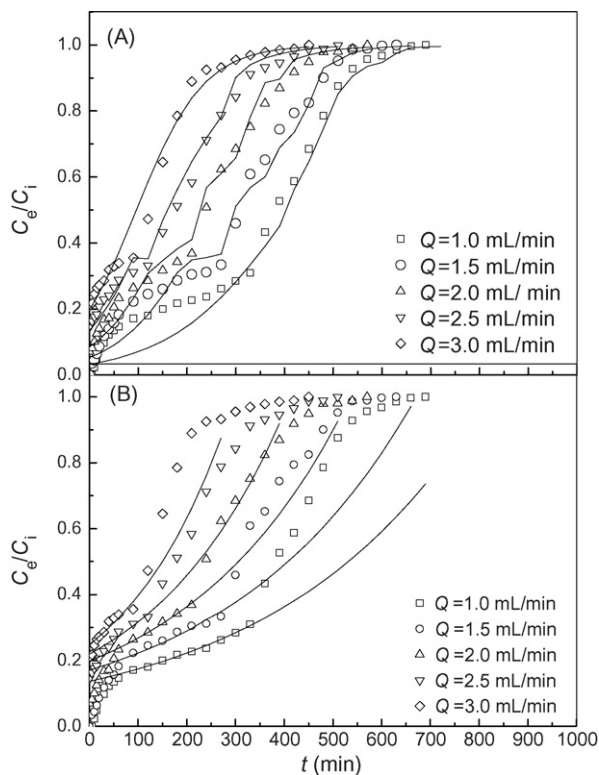 (A)
1.0
0.8
0.6
0.4
0.2
0.0
Ce/Ci
Q=1.0 mL/min
Q=1.5 mL/min
Q=2.0 mL/ min
Q=2.5 mL/min
Q=3.0 mL/min
(B)
1.0
0.8
0.6
0.4
0.2
0.0
Ce/Ci
Q=1.0 mL/min
Q=1.5 mL/min
Q=2.0 mL/min
Q=2.5 mL/min
Q=3.0 mL/min
0 100 200 300 400 500 600 700 800 900 1000
t (min)